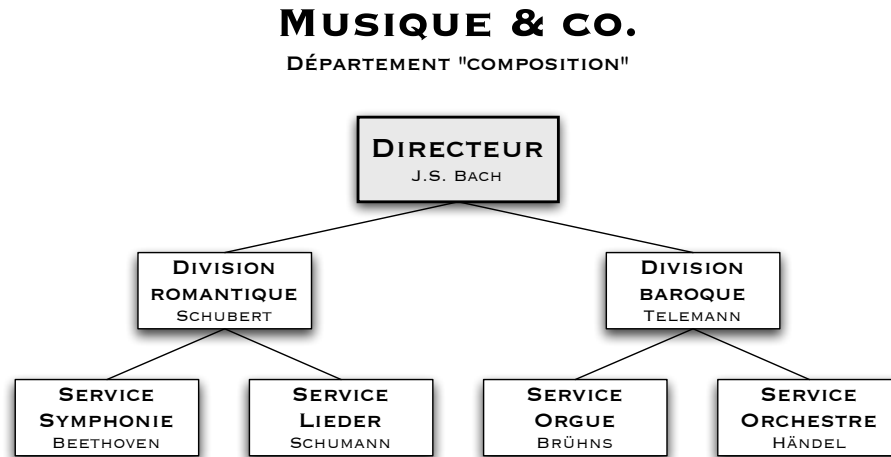 Musique & co.
Département "composition"
Directeur
J.S. Bach
Division
romantique
Schubert
Division
baroque
Telemann
Service
Symphonie
Beethoven
Service
Lieder
Schumann
Service
Orgue
Brühns
Service
Orchestre
Händel